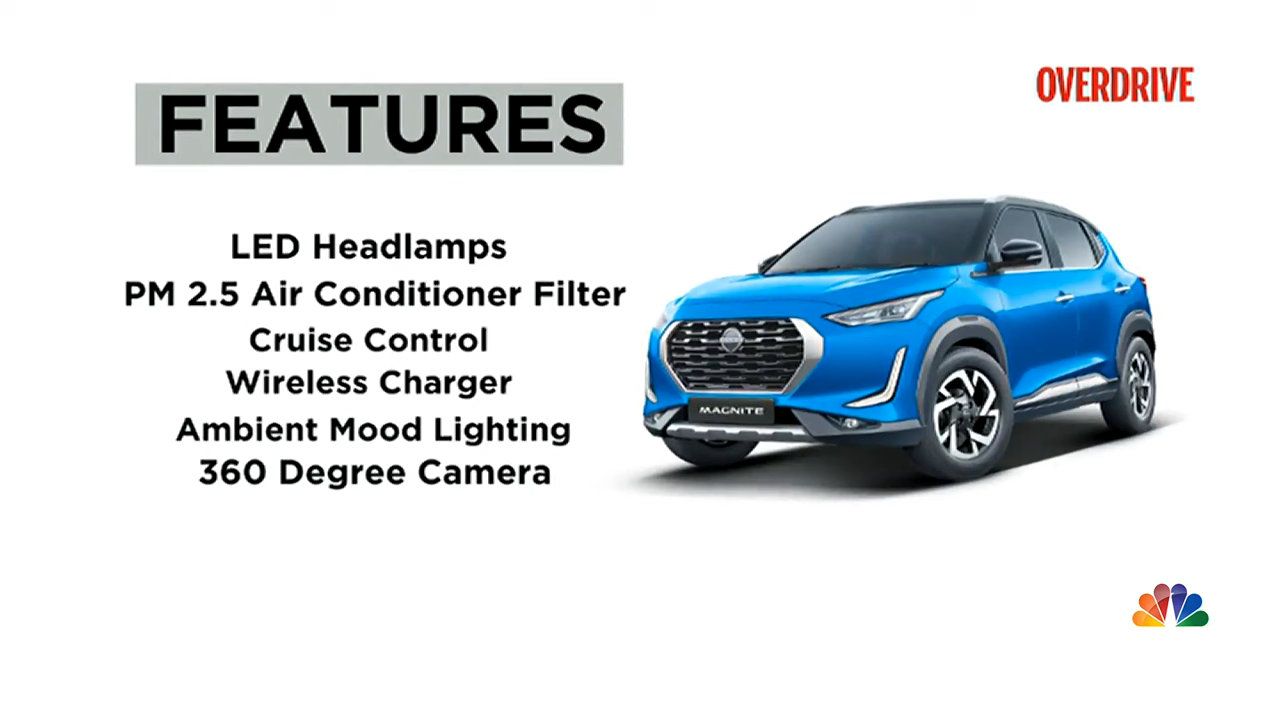 OVERDRIVE
FEATURES
LED Headlamps
PM 2.5 Air Conditioner Filter
Cruise Control
Wireless Charger
Ambient Mood Lighting
360 Degree Camera
MAGNITE